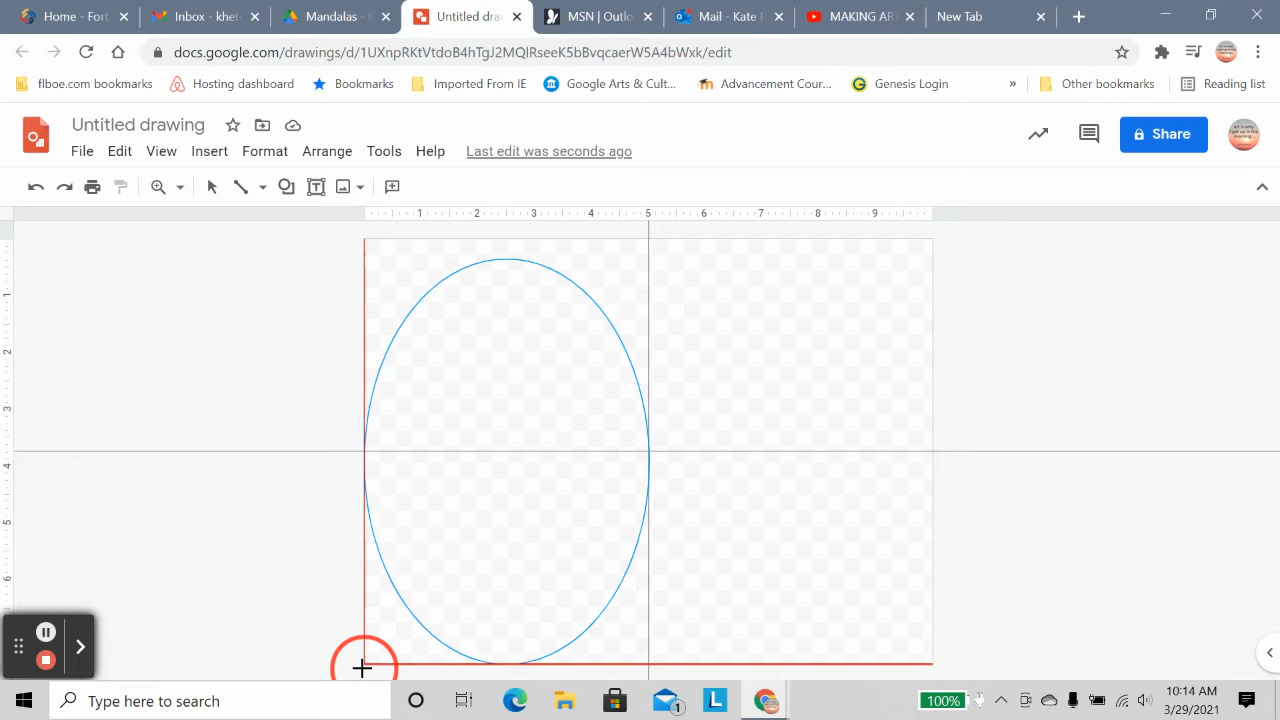 Home - Fort
Inbox - khet
Mandalas - G
Untitled dra
MSN | Outlo
Mail - Kate P
MAKING AR
New Tab
docs.google.com/drawings/d/1UXnpRKtVtdoB4hTgJ2MQlRseeK5bBvqcaerW5A4bWxk/edit
flboe.com bookmarks
Hosting dashboard
Bookmarks
Imported From IE
Google Arts & Cult...
Advancement Cour...
Genesis Login
»
Other bookmarks
Reading list
Untitled drawing
Share
File Edit View Insert Format Arrange Tools Help Last edit was seconds ago
1 2 3 4 5 6 7 8 9
1
2
3
4
5
6
Type here to search
1
L
100%
10:14 AM
3/29/2021